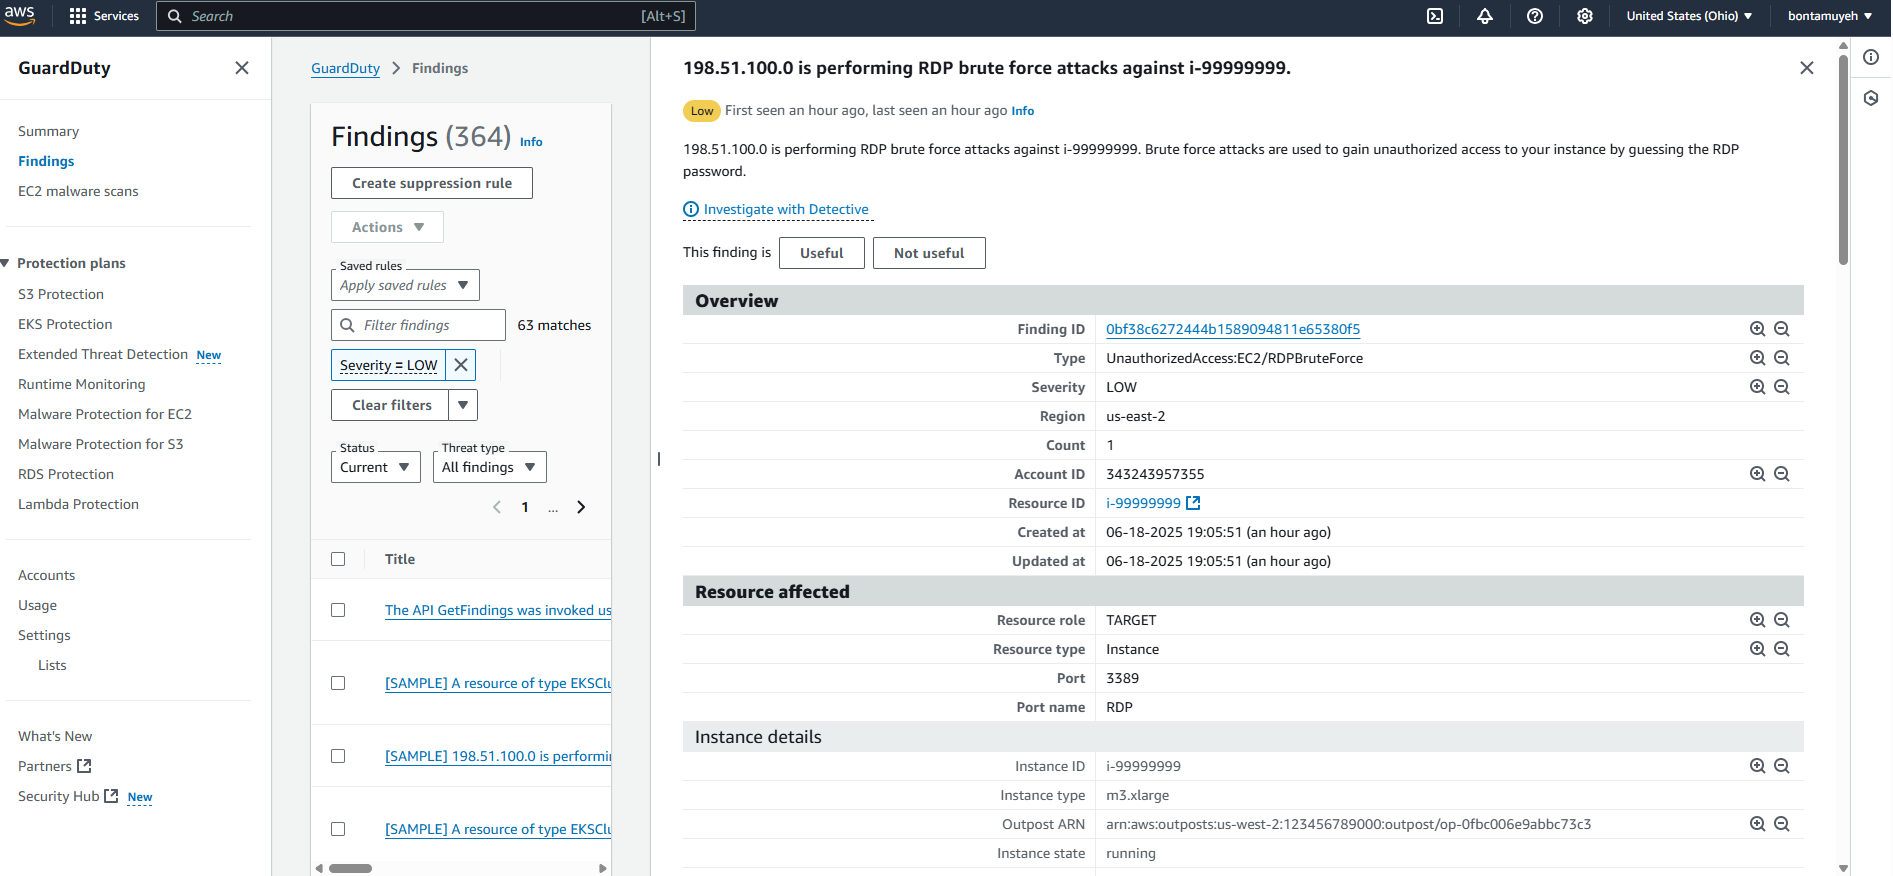 aws
Services
Search [Alt+S]
United States (Ohio)
bontamuyeh
GuardDuty
Summary
Findings
EC2 malware scans
Protection plans
S3 Protection
EKS Protection
Extended Threat Detection New
Runtime Monitoring
Malware Protection for EC2
Malware Protection for S3
RDS Protection
Lambda Protection
Accounts
Usage
Settings
Lists
What's New
Partners
Security Hub New
GuardDuty > Findings
Findings (364) Info
Create suppression rule
Actions
Saved rules
Apply saved rules
Filter findings 63 matches
Severity = LOW
Clear filters
Status
Current
Threat type
All findings
1 ...
Title
The API GetFindings was invoked us
[SAMPLE] A resource of type EKSClu
[SAMPLE] 198.51.100.0 is performin
[SAMPLE] A resource of type EKSClu
198.51.100.0 is performing RDP brute force attacks against i-99999999.
Low First seen an hour ago, last seen an hour ago Info
198.51.100.0 is performing RDP brute force attacks against i-99999999. Brute force attacks are used to gain unauthorized access to your instance by guessing the RDP
password.
Investigate with Detective
This finding is Useful Not useful
Overview
Finding ID 0bf38c6272444b1589094811e65380f5
Type UnauthorizedAccess:EC2/RDPBruteForce
Severity LOW
Region us-east-2
Count 1
Account ID 343243957355
Resource ID i-99999999
Created at 06-18-2025 19:05:51 (an hour ago)
Updated at 06-18-2025 19:05:51 (an hour ago)
Resource affected
Resource role TARGET
Resource type Instance
Port 3389
Port name RDP
Instance details
Instance ID i-99999999
Instance type m3.xlarge
Outpost ARN arn:aws:outposts:us-west-2:123456789000:outpost/op-0fbc006e9abbc73c3
Instance state running